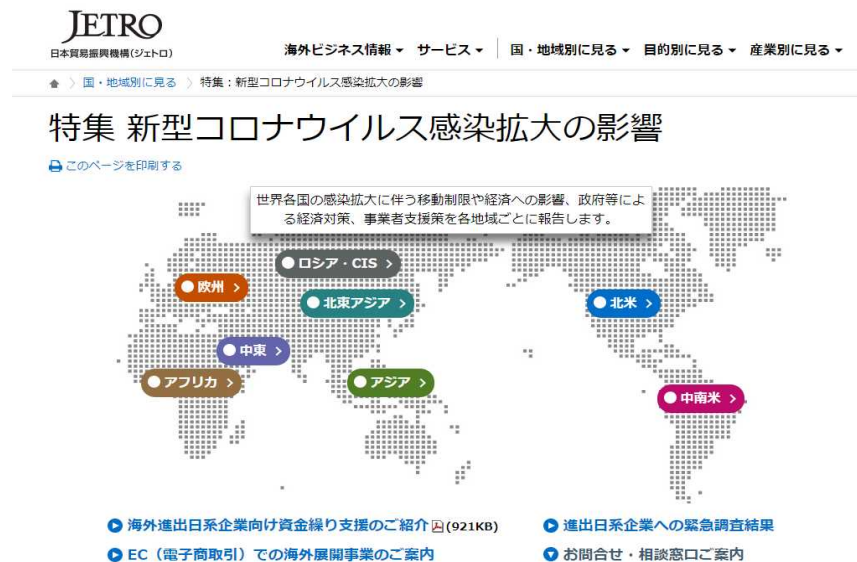 JETRO
日本貿易振興機構(ジェトロ)
海外ビジネス情報 サービス 国・地域別に見る 目的別に見る 産業別に見る
国・地域別に見る 特集：新型コロナウイルス感染拡大の影響
特集 新型コロナウイルス感染拡大の影響
このページを印刷する
世界各国の感染拡大に伴う移動制限や経済への影響、政府等によ
る経済対策、事業者支援策を各地域ごとに報告します。
ロシア・CIS
欧州
北東アジア
北米
中東
アフリカ
アジア
中南米
海外進出日系企業向け資金繰り支援のご紹介 (921KB)
進出日系企業への緊急調査結果
EC（電子商取引）での海外展開事業のご案内
お問合せ・相談窓口ご案内